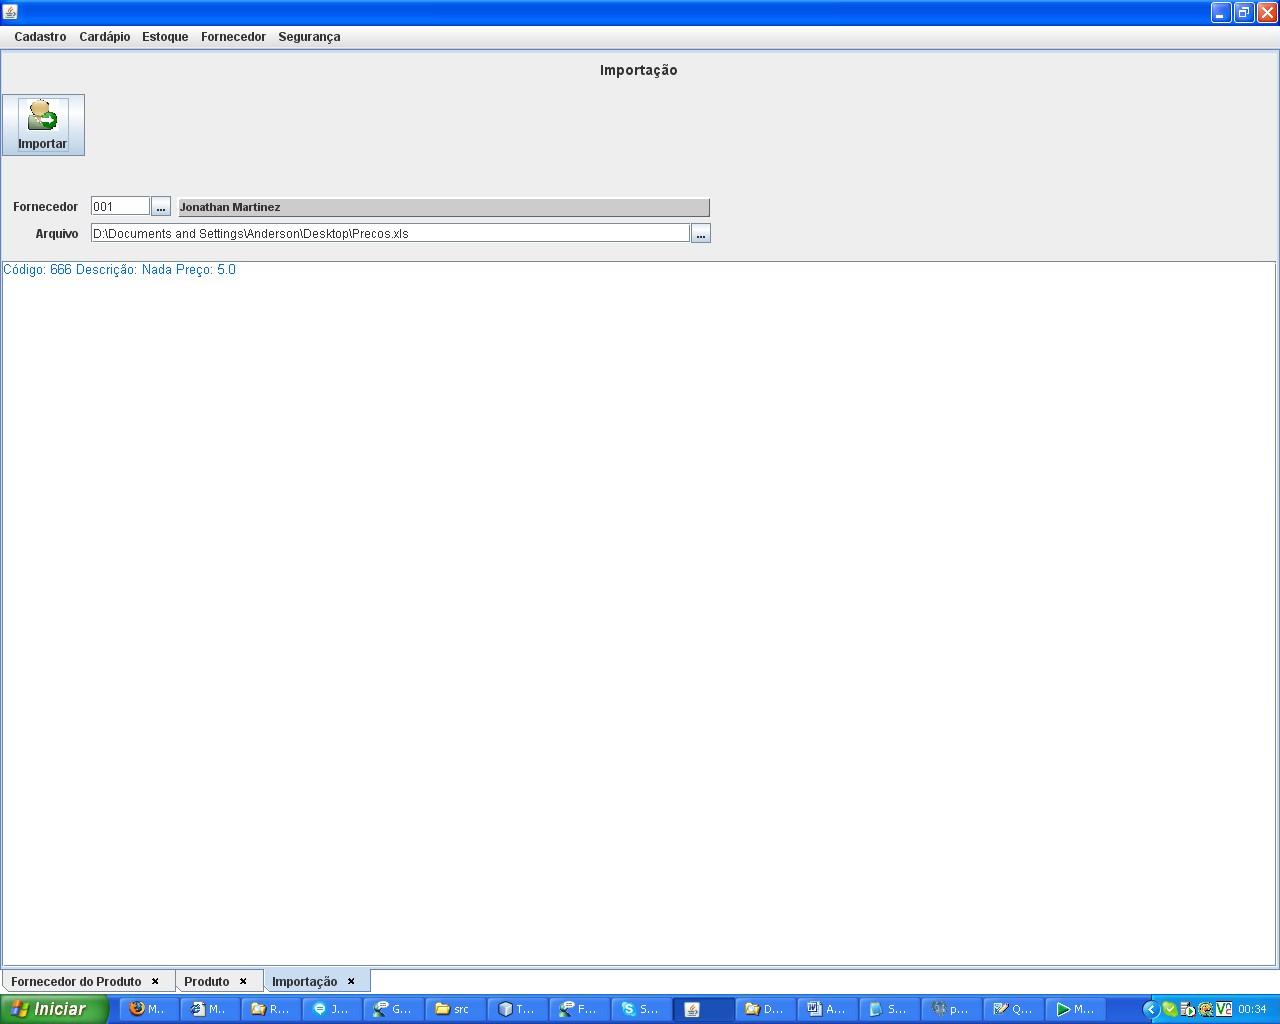 Cadastro Cardápio Estoque Fornecedor Segurança
Importação
Importar
Fornecedor 001 ... Jonathan Martinez
Arquivo D:\Documents and Settings\Anderson\Desktop\Precos.xls ...
Código: 666 Descrição: Nada Preço: 5.0
Fornecedor do Produto x Produto x Importação x
Iniciar M... M... R... J... G... src T... F... S... D... A... S... p... Q... M... 00:34